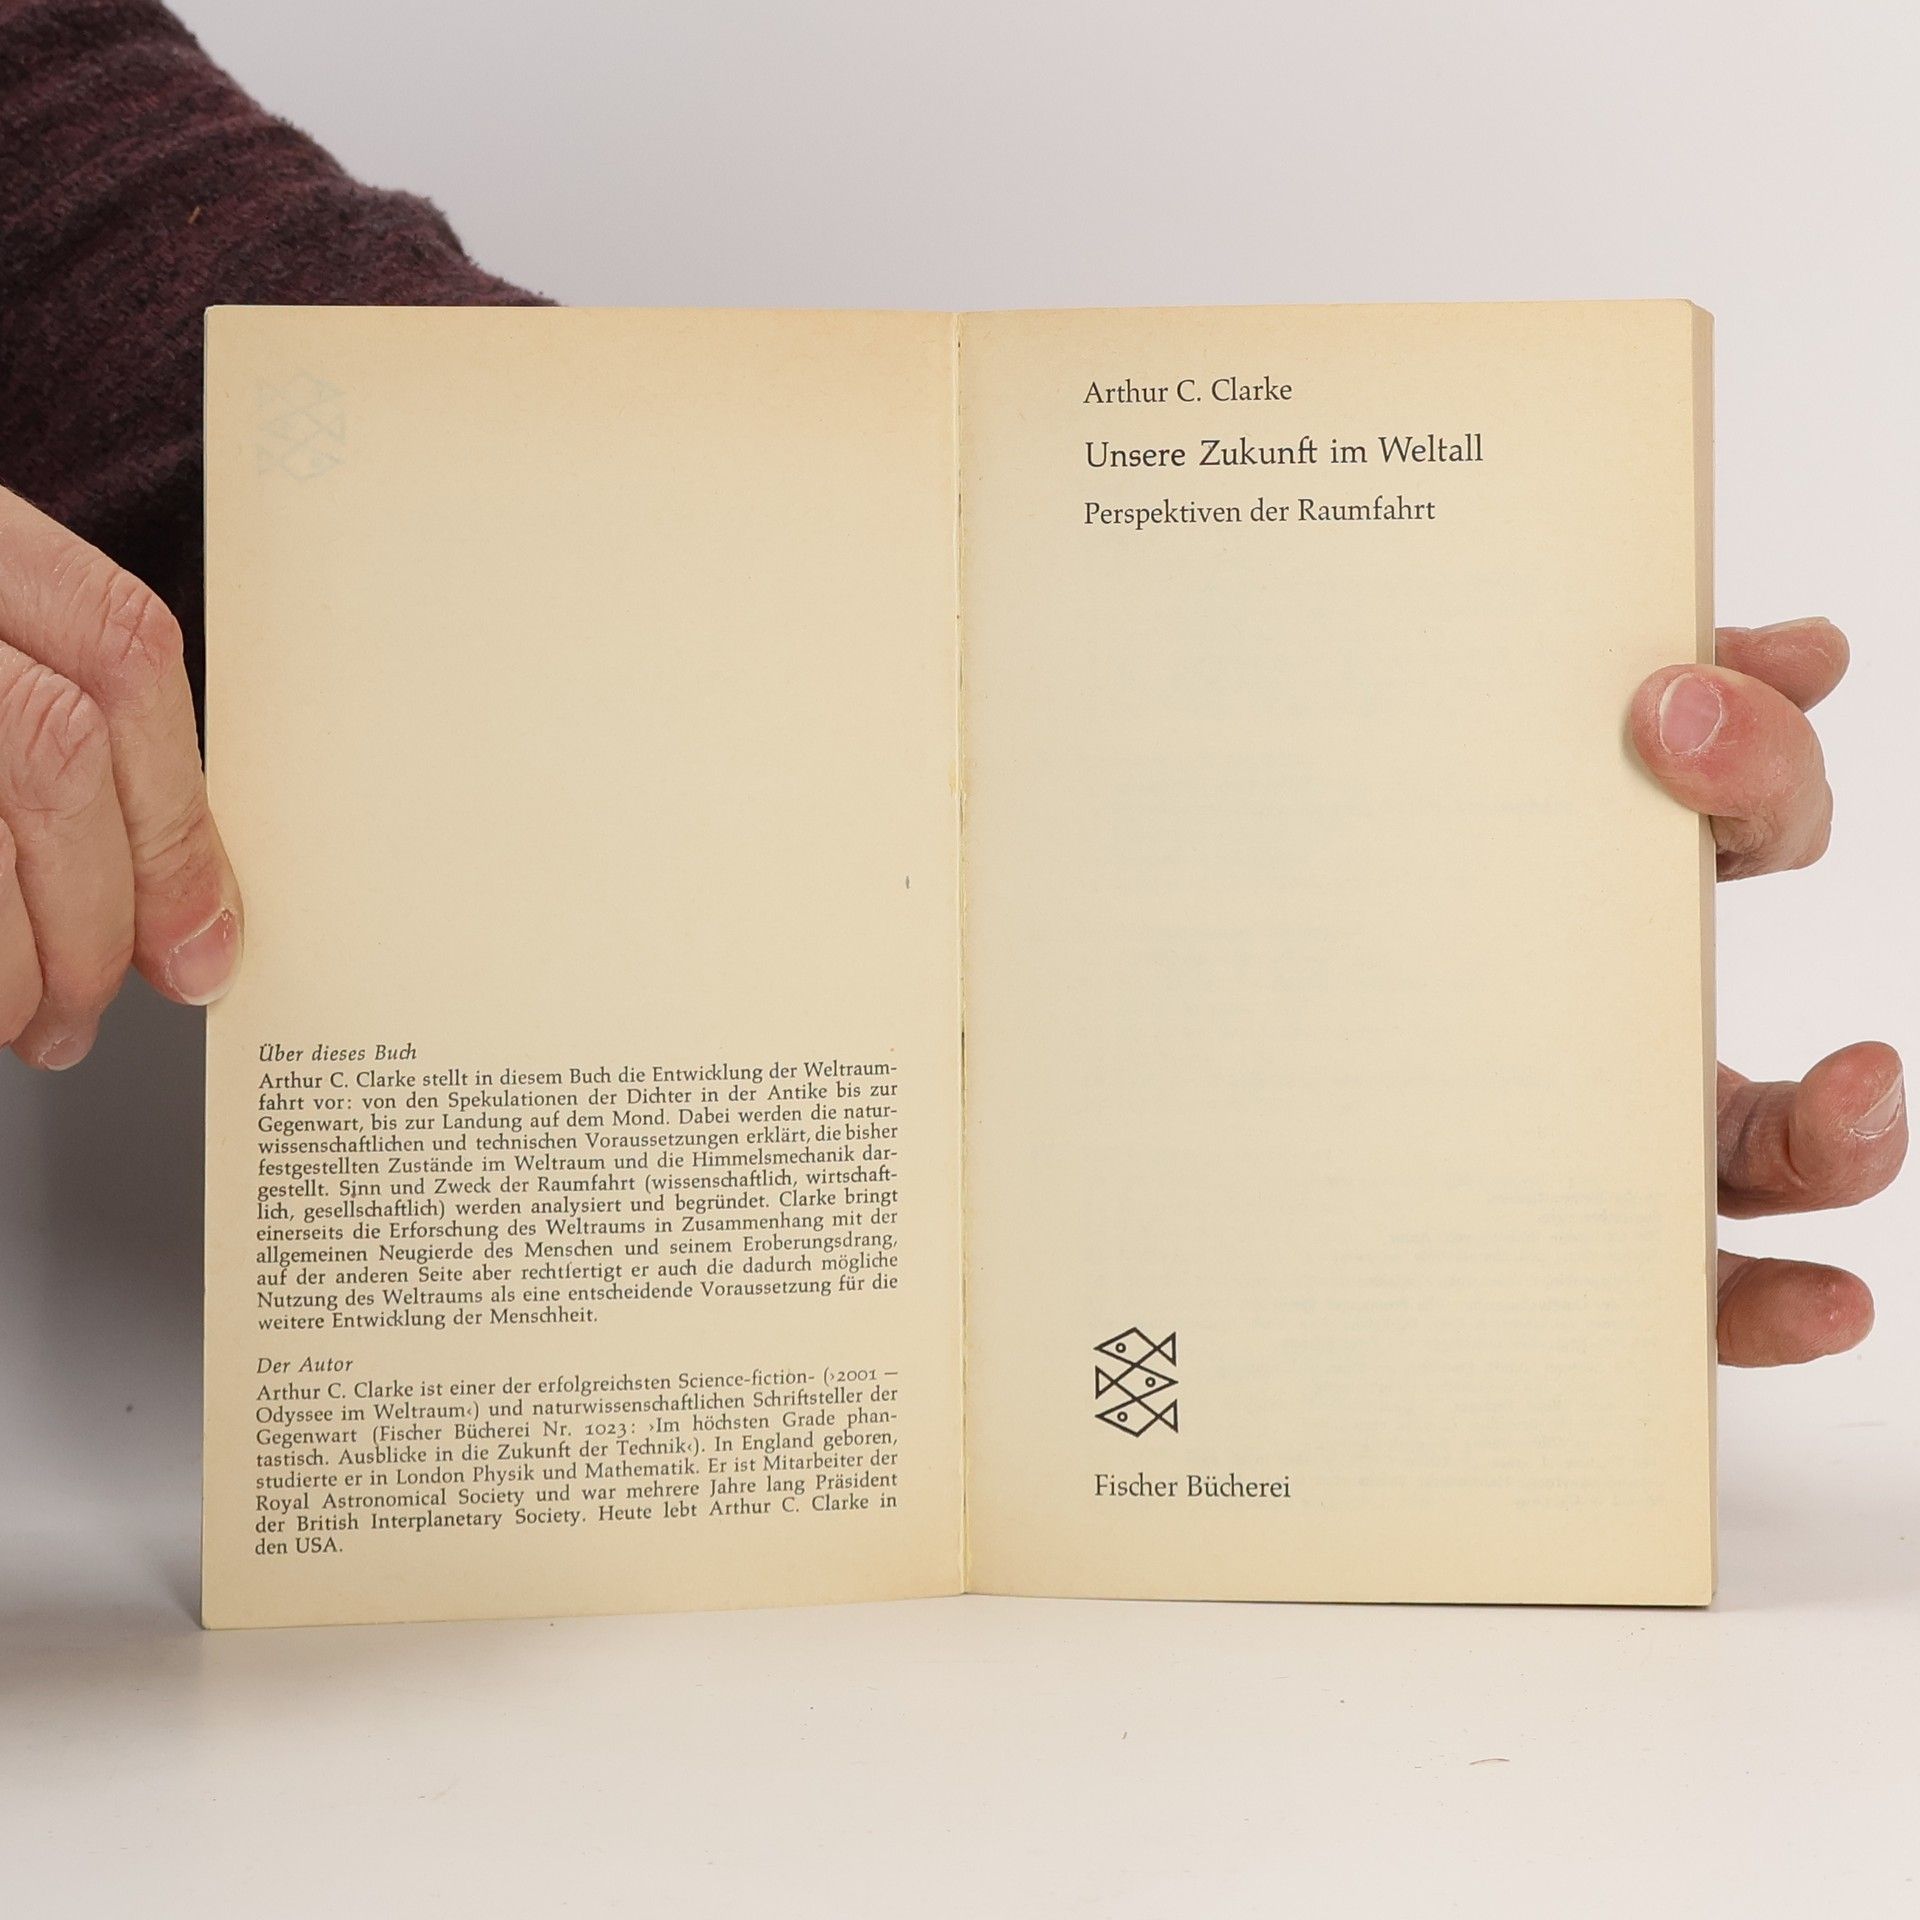 Über dieses Buch
Arthur C. Clarke stellt in diesem Buch die Entwicklung der Weltraum-
fahrt vor: von den Spekulationen der Dichter in der Antike bis zur
Gegenwart, bis zur Landung auf dem Mond. Dabei werden die natur-
wissenschaftlichen und technischen Voraussetzungen erklärt, die bisher
festgestellten Zustände im Weltraum und die Himmelsmechanik dar-
gestellt. Sinn und Zweck der Raumfahrt (wissenschaftlich, wirtschaft-
lich, gesellschaftlich) werden analysiert und begründet. Clarke bringt
einerseits die Erforschung des Weltraums in Zusammenhang mit der
allgemeinen Neugierde des Menschen und seinem Eroberungsdrang,
auf der anderen Seite aber rechtfertigt er auch die dadurch mögliche
Nutzung des Weltraums als eine entscheidende Voraussetzung für die
weitere Entwicklung der Menschheit.
Der Autor
Arthur C. Clarke ist einer der erfolgreichsten Science-fiction- (›2001 —
Odyssee im Weltraum‹) und naturwissenschaftlichen Schriftsteller der
Gegenwart (Fischer Bücherei Nr. 1023: ›Im höchsten Grade phan-
tastisch. Ausblicke in die Zukunft der Technik‹). In England geboren,
studierte er in London Physik und Mathematik. Er ist Mitarbeiter der
Royal Astronomical Society und war mehrere Jahre lang Präsident
der British Interplanetary Society. Heute lebt Arthur C. Clarke in
den USA.
Arthur C. Clarke
Unsere Zukunft im Weltall
Perspektiven der Raumfahrt
Fischer Bücherei